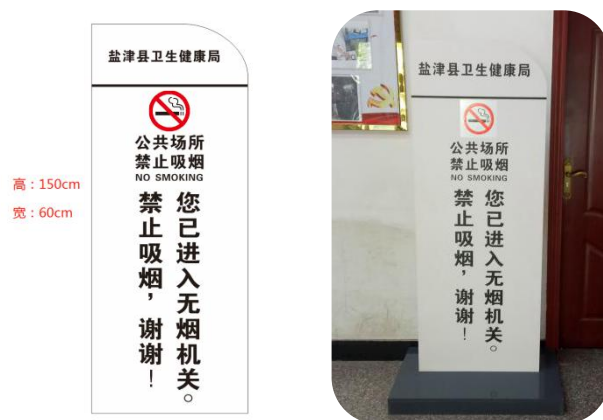 盐津县卫生健康局
公共场所
禁止吸烟
NO SMOKING
您已进入无烟机关。
禁止吸烟，谢谢！
高：150cm
宽：60cm
盐津县卫生健康局
公共场所
禁止吸烟
NO SMOKING
您已进入无烟机关。
禁止吸烟，谢谢！